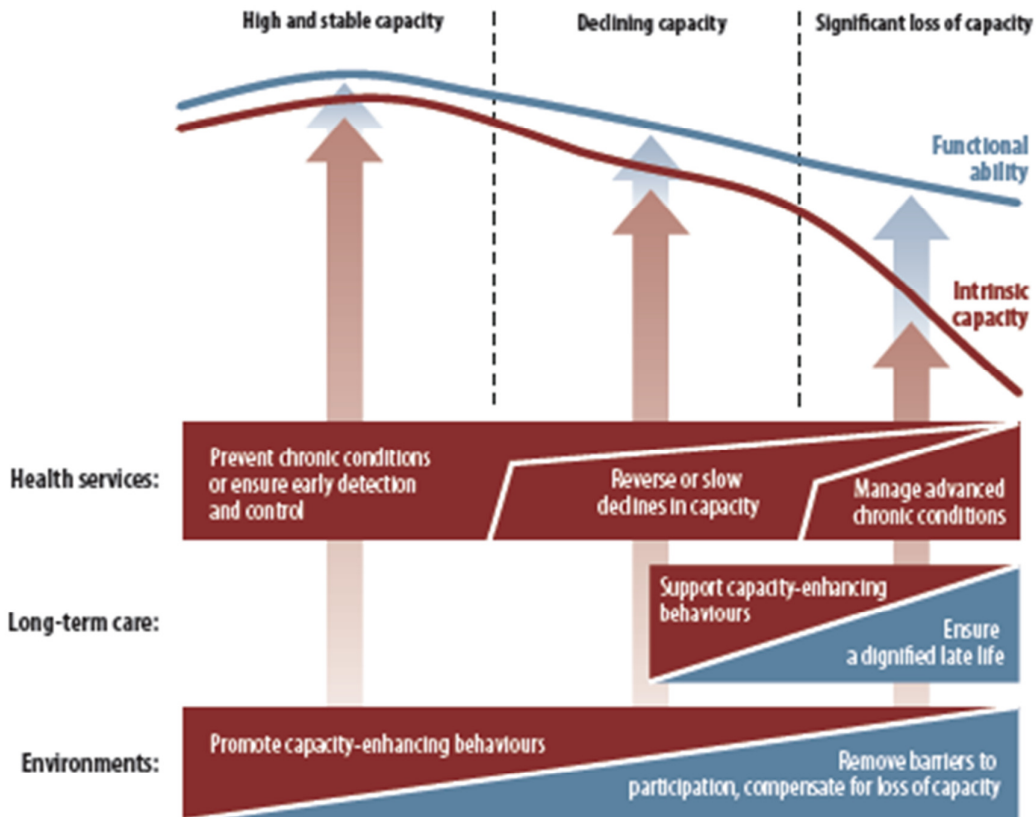 High and stable capacity
Declining capacity
Significant loss of capacity
Functional
ability
Intrinsic
capacity
Health services:
Prevent chronic conditions
or ensure early detection
and control
Reverse or slow
declines in capacity
Manage advanced
chronic conditions
Long-term care:
Support capacity-enhancing
behaviours
Ensure
a dignified late life
Environments:
Promote capacity-enhancing behaviours
Remove barriers to
participation, compensate for loss of capacity